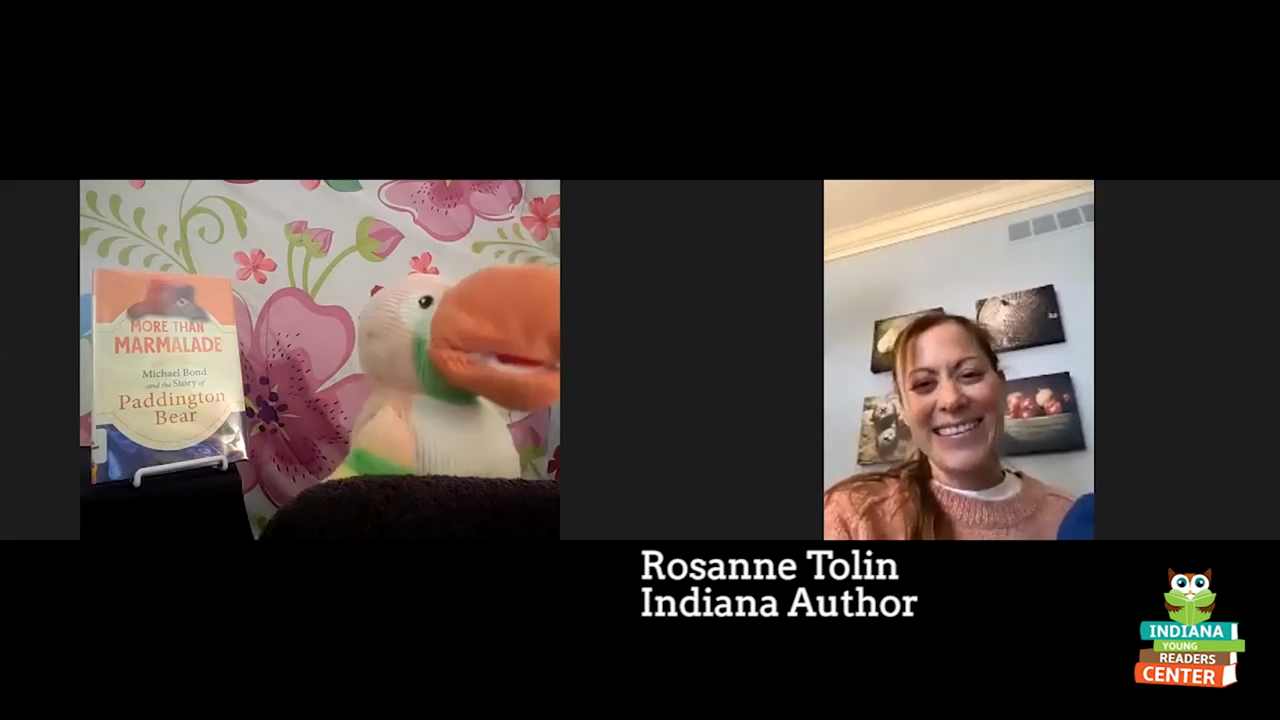 MORE THAN
MARMALADE
Michael Bond
and the Story of
Paddington
Bear
Rosanne Tolin
Indiana Author
INDIANA
YOUNG
READERS
CENTER